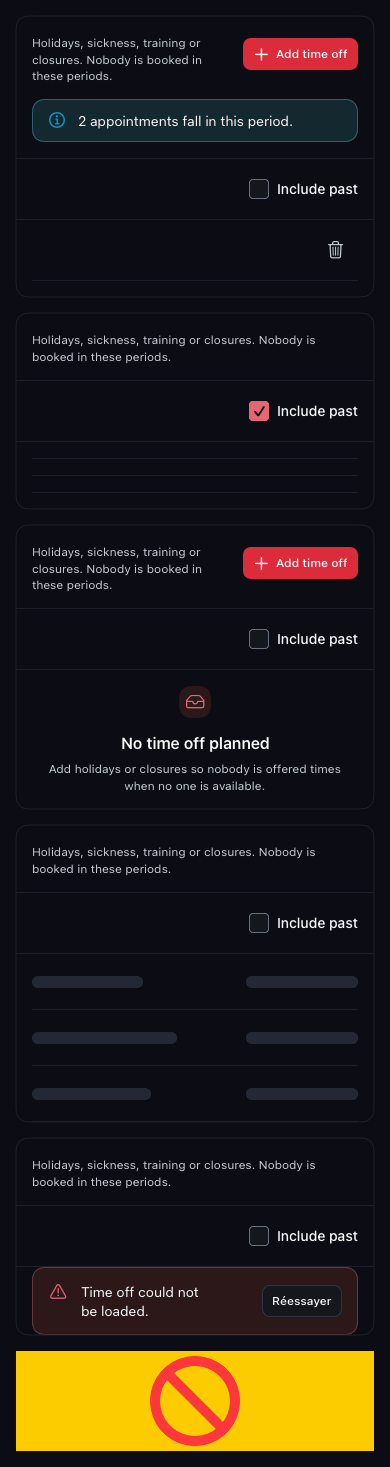 Holidays, sickness, training or
closures. Nobody is booked in
these periods.
Add time off
2 appointments fall in this period.
Include past
Holidays, sickness, training or closures. Nobody is
booked in these periods.
Include past
Holidays, sickness, training or
closures. Nobody is booked in
these periods.
Add time off
Include past
No time off planned
Add holidays or closures so nobody is offered times
when no one is available.
Holidays, sickness, training or closures. Nobody is
booked in these periods.
Include past
Holidays, sickness, training or closures. Nobody is
booked in these periods.
Include past
Time off could not
be loaded.
Réessayer